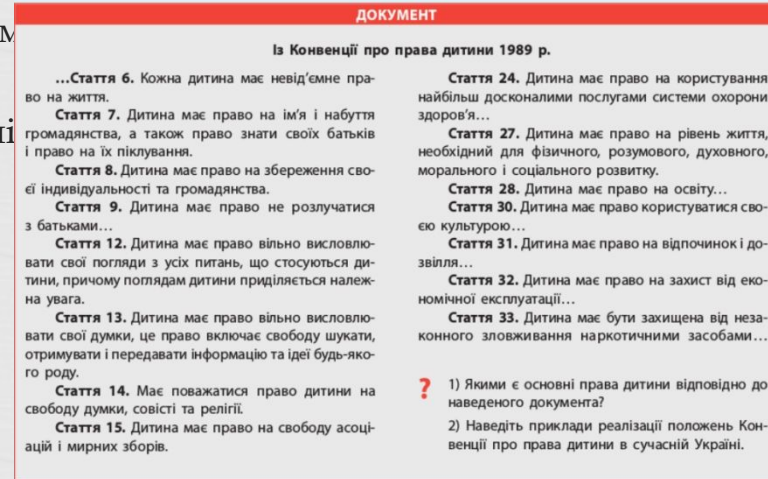 ДОКУМЕНТ
Із Конвенції про права дитини 1989 р.
...Стаття 6. Кожна дитина має невід'ємне пра-
во на життя.
Стаття 7. Дитина має право на ім'я і набуття
громадянства, а також право знати своїх батьків
і право на їх піклування.
Стаття 8. Дитина має право на збереження сво-
єї індивідуальності та громадянства.
Стаття 9. Дитина має право не розлучатися
з батьками...
Стаття 12. Дитина має право вільно висловлю-
вати свої погляди з усіх питань, що стосуються ди-
тини, причому поглядам дитини приділяється належ-
на увага.
Стаття 13. Дитина має право вільно висловлю-
вати свої думки, це право включає свободу шукати,
отримувати і передавати інформацію та ідеї будь-яко-
го роду.
Стаття 14. Має поважатися право дитини на
свободу думки, совісті та релігії.
Стаття 15. Дитина має право на свободу асоці-
ацій і мирних зборів.
Стаття 24. Дитина має право на користування
найбільш досконалими послугами системи охорони
здоров'я...
Стаття 27. Дитина має право на рівень життя,
необхідний для фізичного, розумового, духовного,
морального і соціального розвитку.
Стаття 28. Дитина має право на освіту...
Стаття 30. Дитина має право користуватися сво-
єю культурою...
Стаття 31. Дитина має право на відпочинок і до-
звілля...
Стаття 32. Дитина має право на захист від еко-
номічної експлуатації...
Стаття 33. Дитина має бути захищена від неза-
конного зловживання наркотичними засобами...
? 1) Якими є основні права дитини відповідно до
наведеного документа?
2) Наведіть приклади реалізації положень Кон-
венції про права дитини в сучасній Україні.